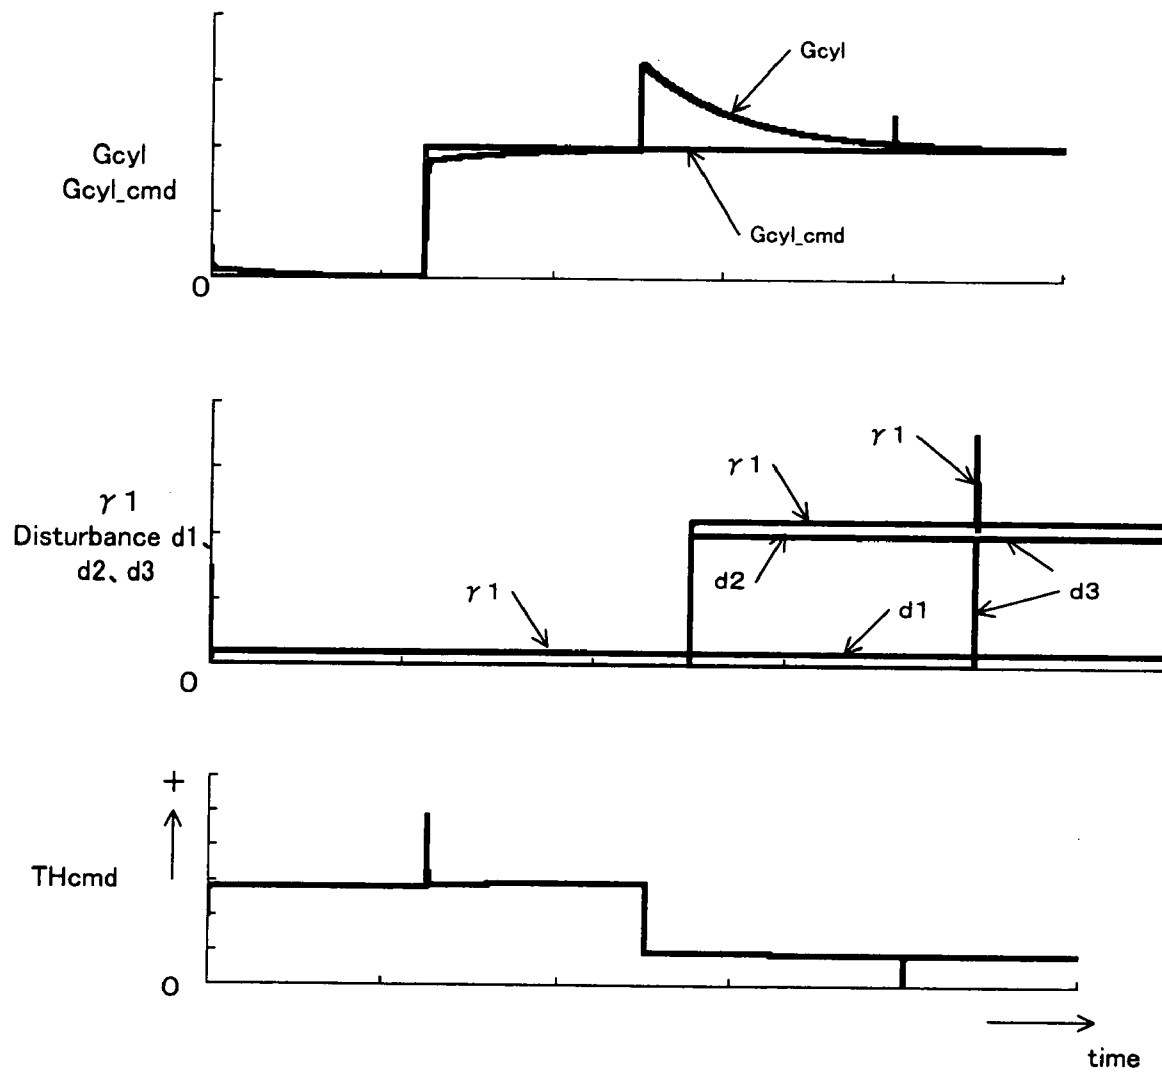 Gcyl
Gcyl
Gcyl_cmd
Gcyl_cmd
0
γ1
γ1
γ1
Disturbance d1、
d2、d3
d2
d3
γ1
d1
0
+
THcmd
0
time